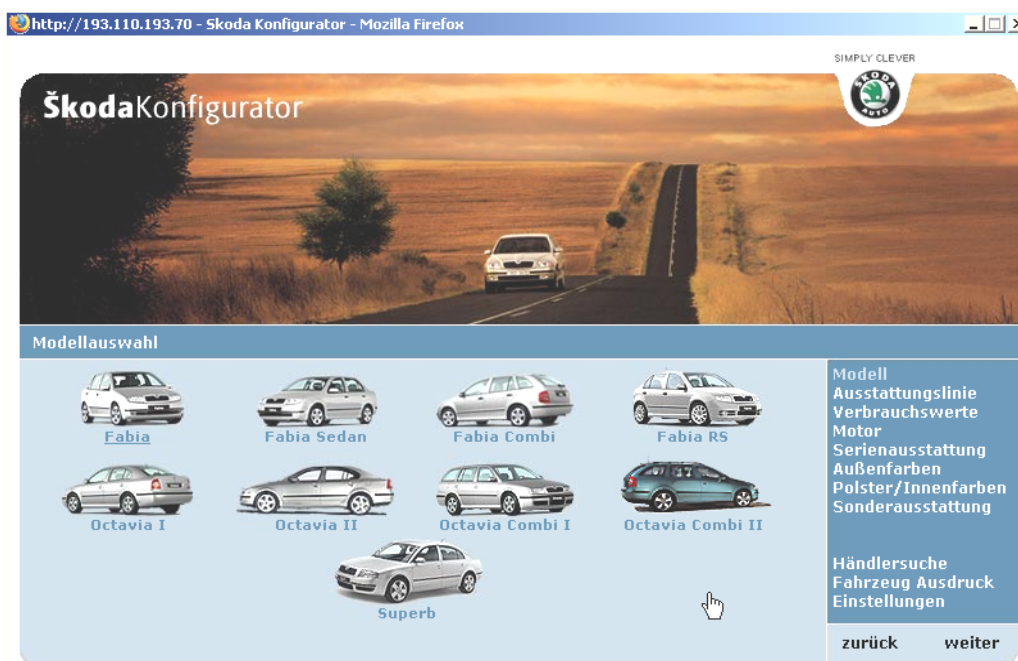 http://193.110.193.70 - Skoda Konfigurator - Mozilla Firefox
SIMPLY CLEVER
ŠKODA
AUTO
ŠkodaKonfigurator
Modellauswahl
Fabia
Fabia Sedan
Fabia Combi
Fabia RS
Octavia I
Octavia II
Octavia Combi I
Octavia Combi II
Superb
Modell
Ausstattungslinie
Verbrauchswerte
Motor
Serienausstattung
Außenfarben
Polster/Innenfarben
Sonderausstattung
Händlersuche
Fahrzeug Ausdruck
Einstellungen
zurück weiter